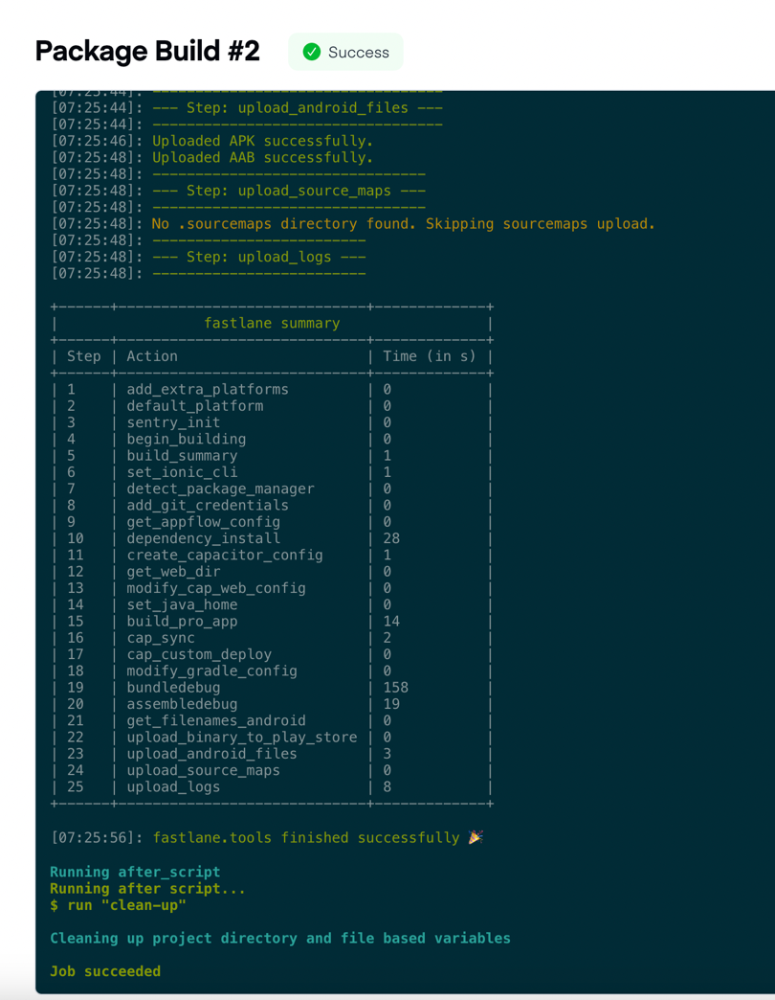 Package Build #2
Success
[07:25:44]: ------------------------------------
[07:25:44]: --- Step: upload_android_files ---
[07:25:44]: ----------------------------------
[07:25:46]: Uploaded APK successfully.
[07:25:48]: Uploaded AAB successfully.
[07:25:48]: --------------------------------
[07:25:48]: --- Step: upload_source_maps ---
[07:25:48]: --------------------------------
[07:25:48]: No .sourcemaps directory found. Skipping sourcemaps upload.
[07:25:48]: -------------------------
[07:25:48]: --- Step: upload_logs ---
[07:25:48]: -------------------------
+------+-----------------------------+-------------+
| fastlane summary |
+------+-----------------------------+-------------+
| Step | Action | Time (in s) |
+------+-----------------------------+-------------+
| 1 | add_extra_platforms | 0 |
| 2 | default_platform | 0 |
| 3 | sentry_init | 0 |
| 4 | begin_building | 0 |
| 5 | build_summary | 1 |
| 6 | set_ionic_cli | 1 |
| 7 | detect_package_manager | 0 |
| 8 | add_git_credentials | 0 |
| 9 | get_appflow_config | 0 |
| 10 | dependency_install | 28 |
| 11 | create_capacitor_config | 1 |
| 12 | get_web_dir | 0 |
| 13 | modify_cap_web_config | 0 |
| 14 | set_java_home | 0 |
| 15 | build_pro_app | 14 |
| 16 | cap_sync | 2 |
| 17 | cap_custom_deploy | 0 |
| 18 | modify_gradle_config | 0 |
| 19 | bundledebug | 158 |
| 20 | assembledebug | 19 |
| 21 | get_filenames_android | 0 |
| 22 | upload_binary_to_play_store | 0 |
| 23 | upload_android_files | 3 |
| 24 | upload_source_maps | 0 |
| 25 | upload_logs | 8 |
+------+-----------------------------+-------------+
[07:25:56]: fastlane.tools finished successfully 🎉
Running after_script
Running after script...
$ run "clean-up"
Cleaning up project directory and file based variables
Job succeeded